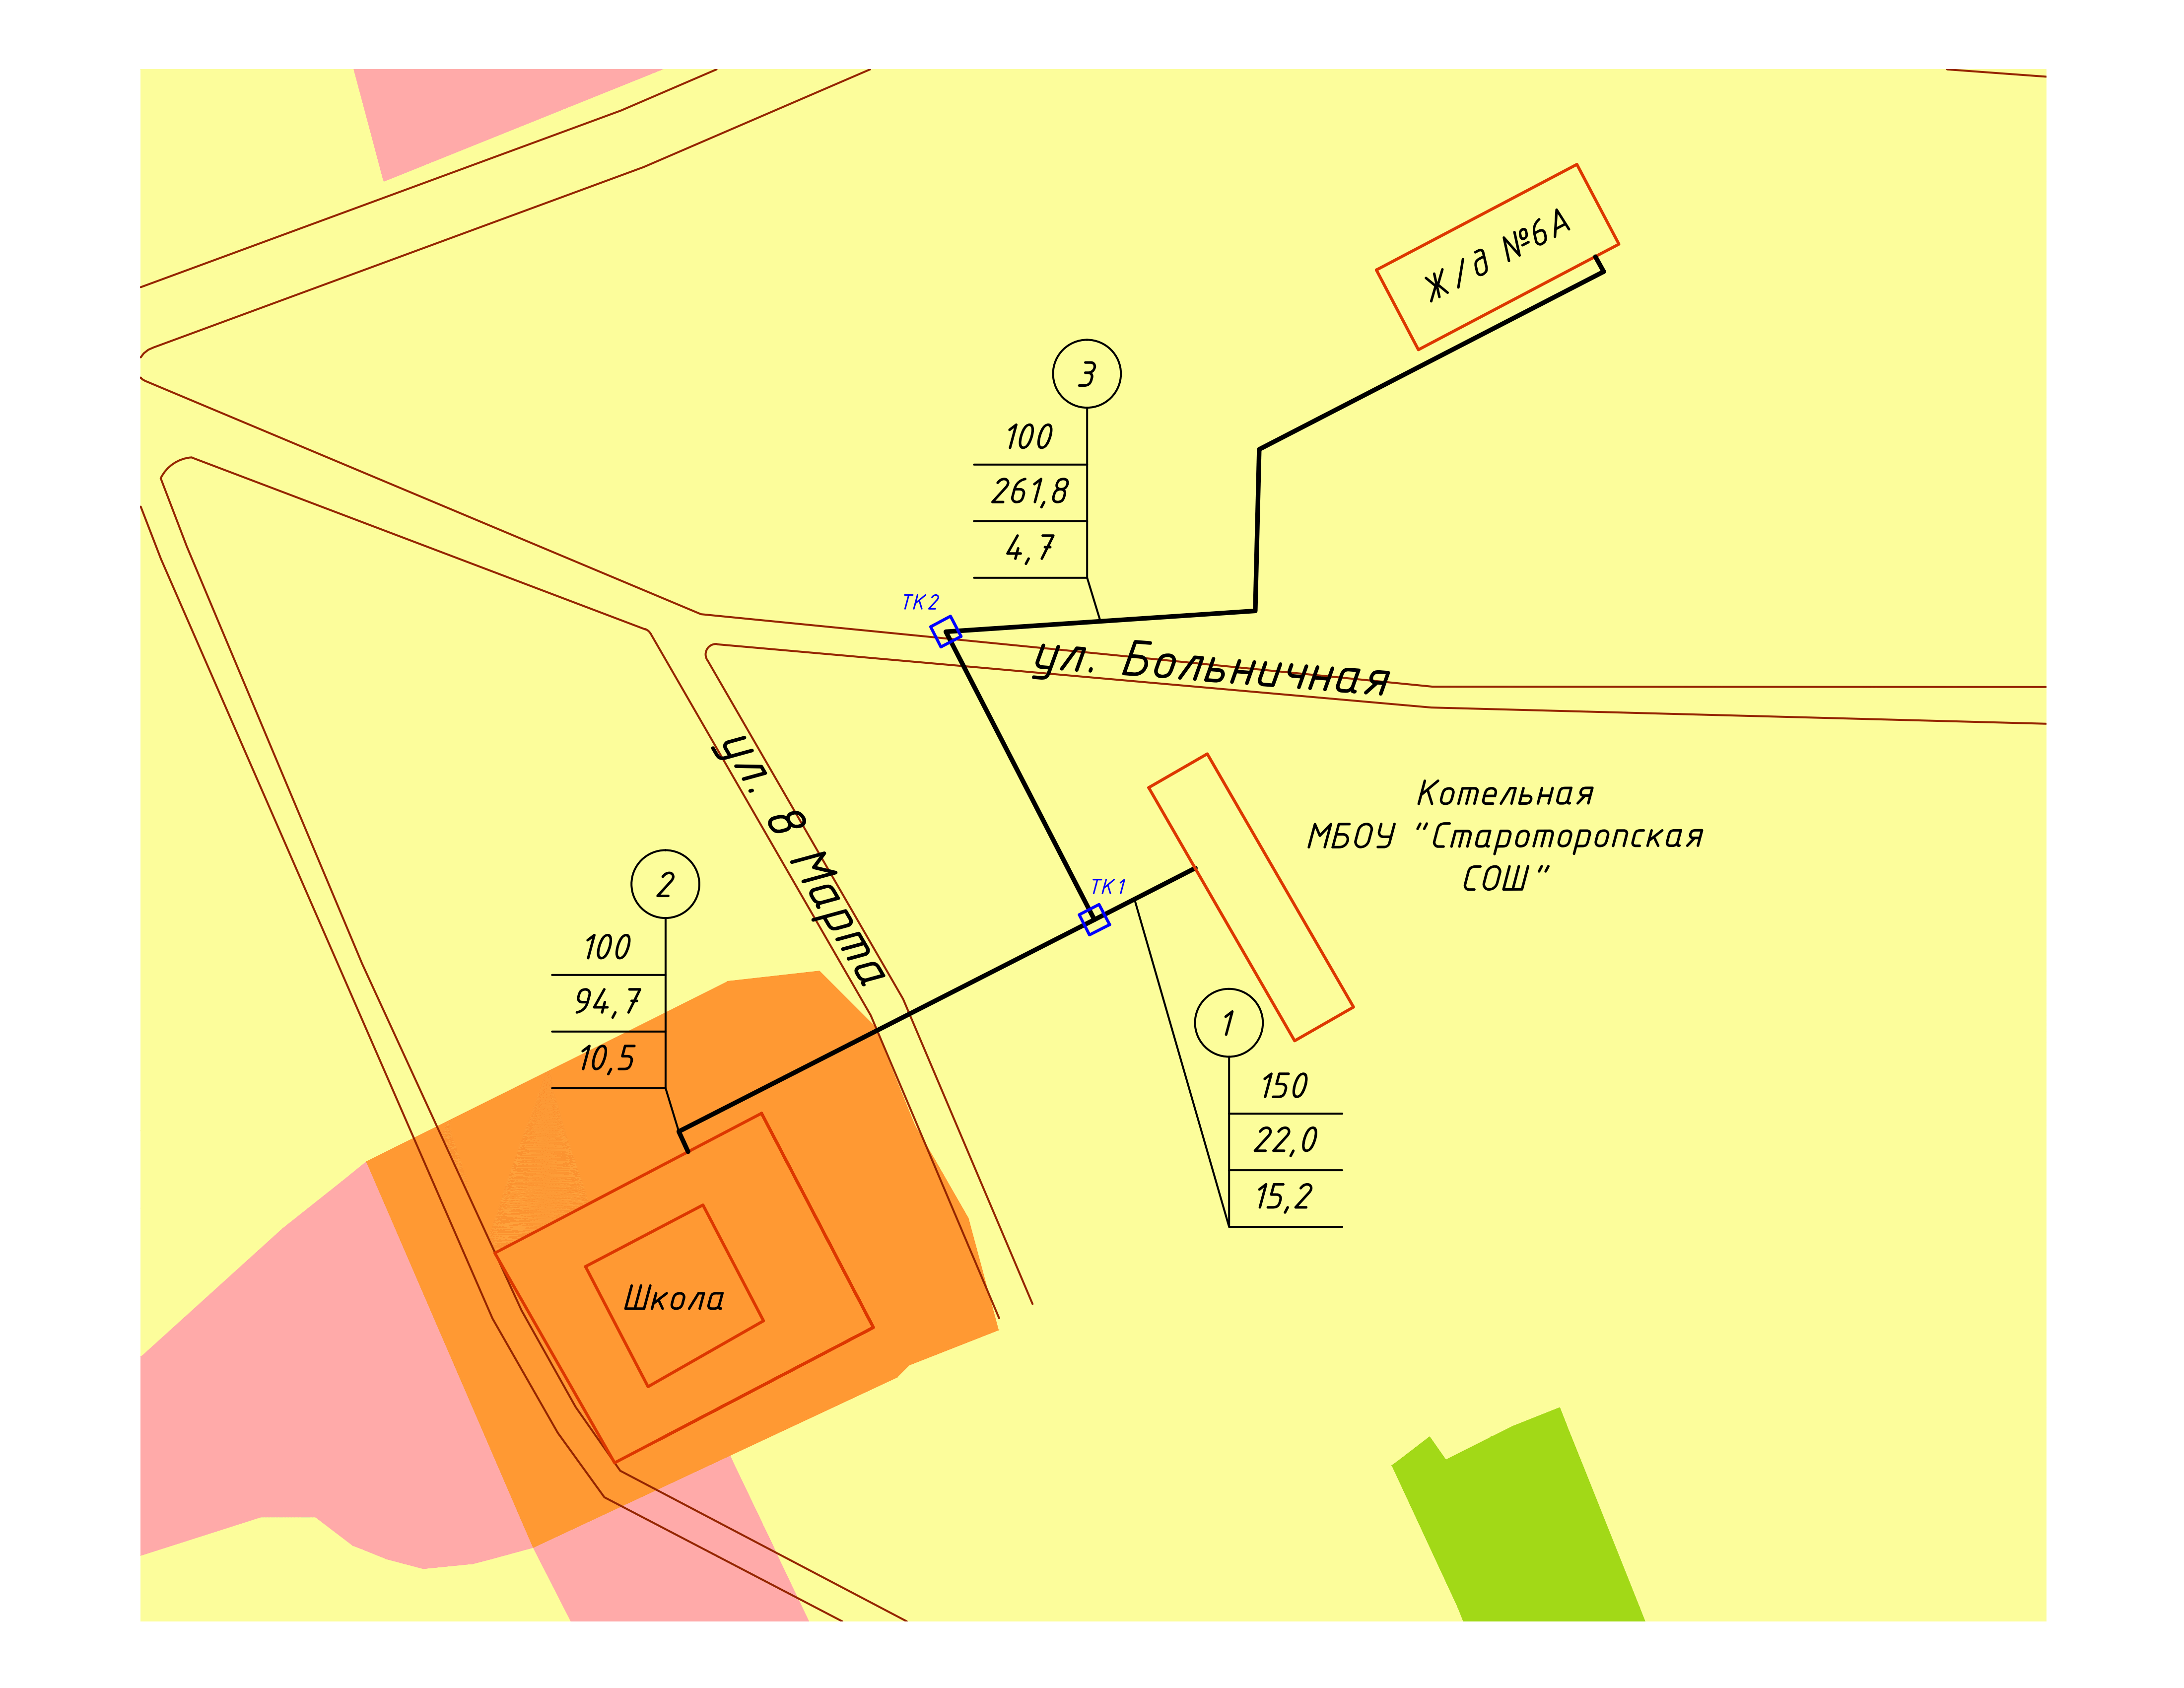 Ж/д №6А
3
100
261,8
4,7
ТК2
ул. Больничная
ул. 8 Марта
Котельная
МБОУ "Староторопская
СОШ"
ТК1
2
100
94,7
10,5
1
150
22,0
15,2
Школа